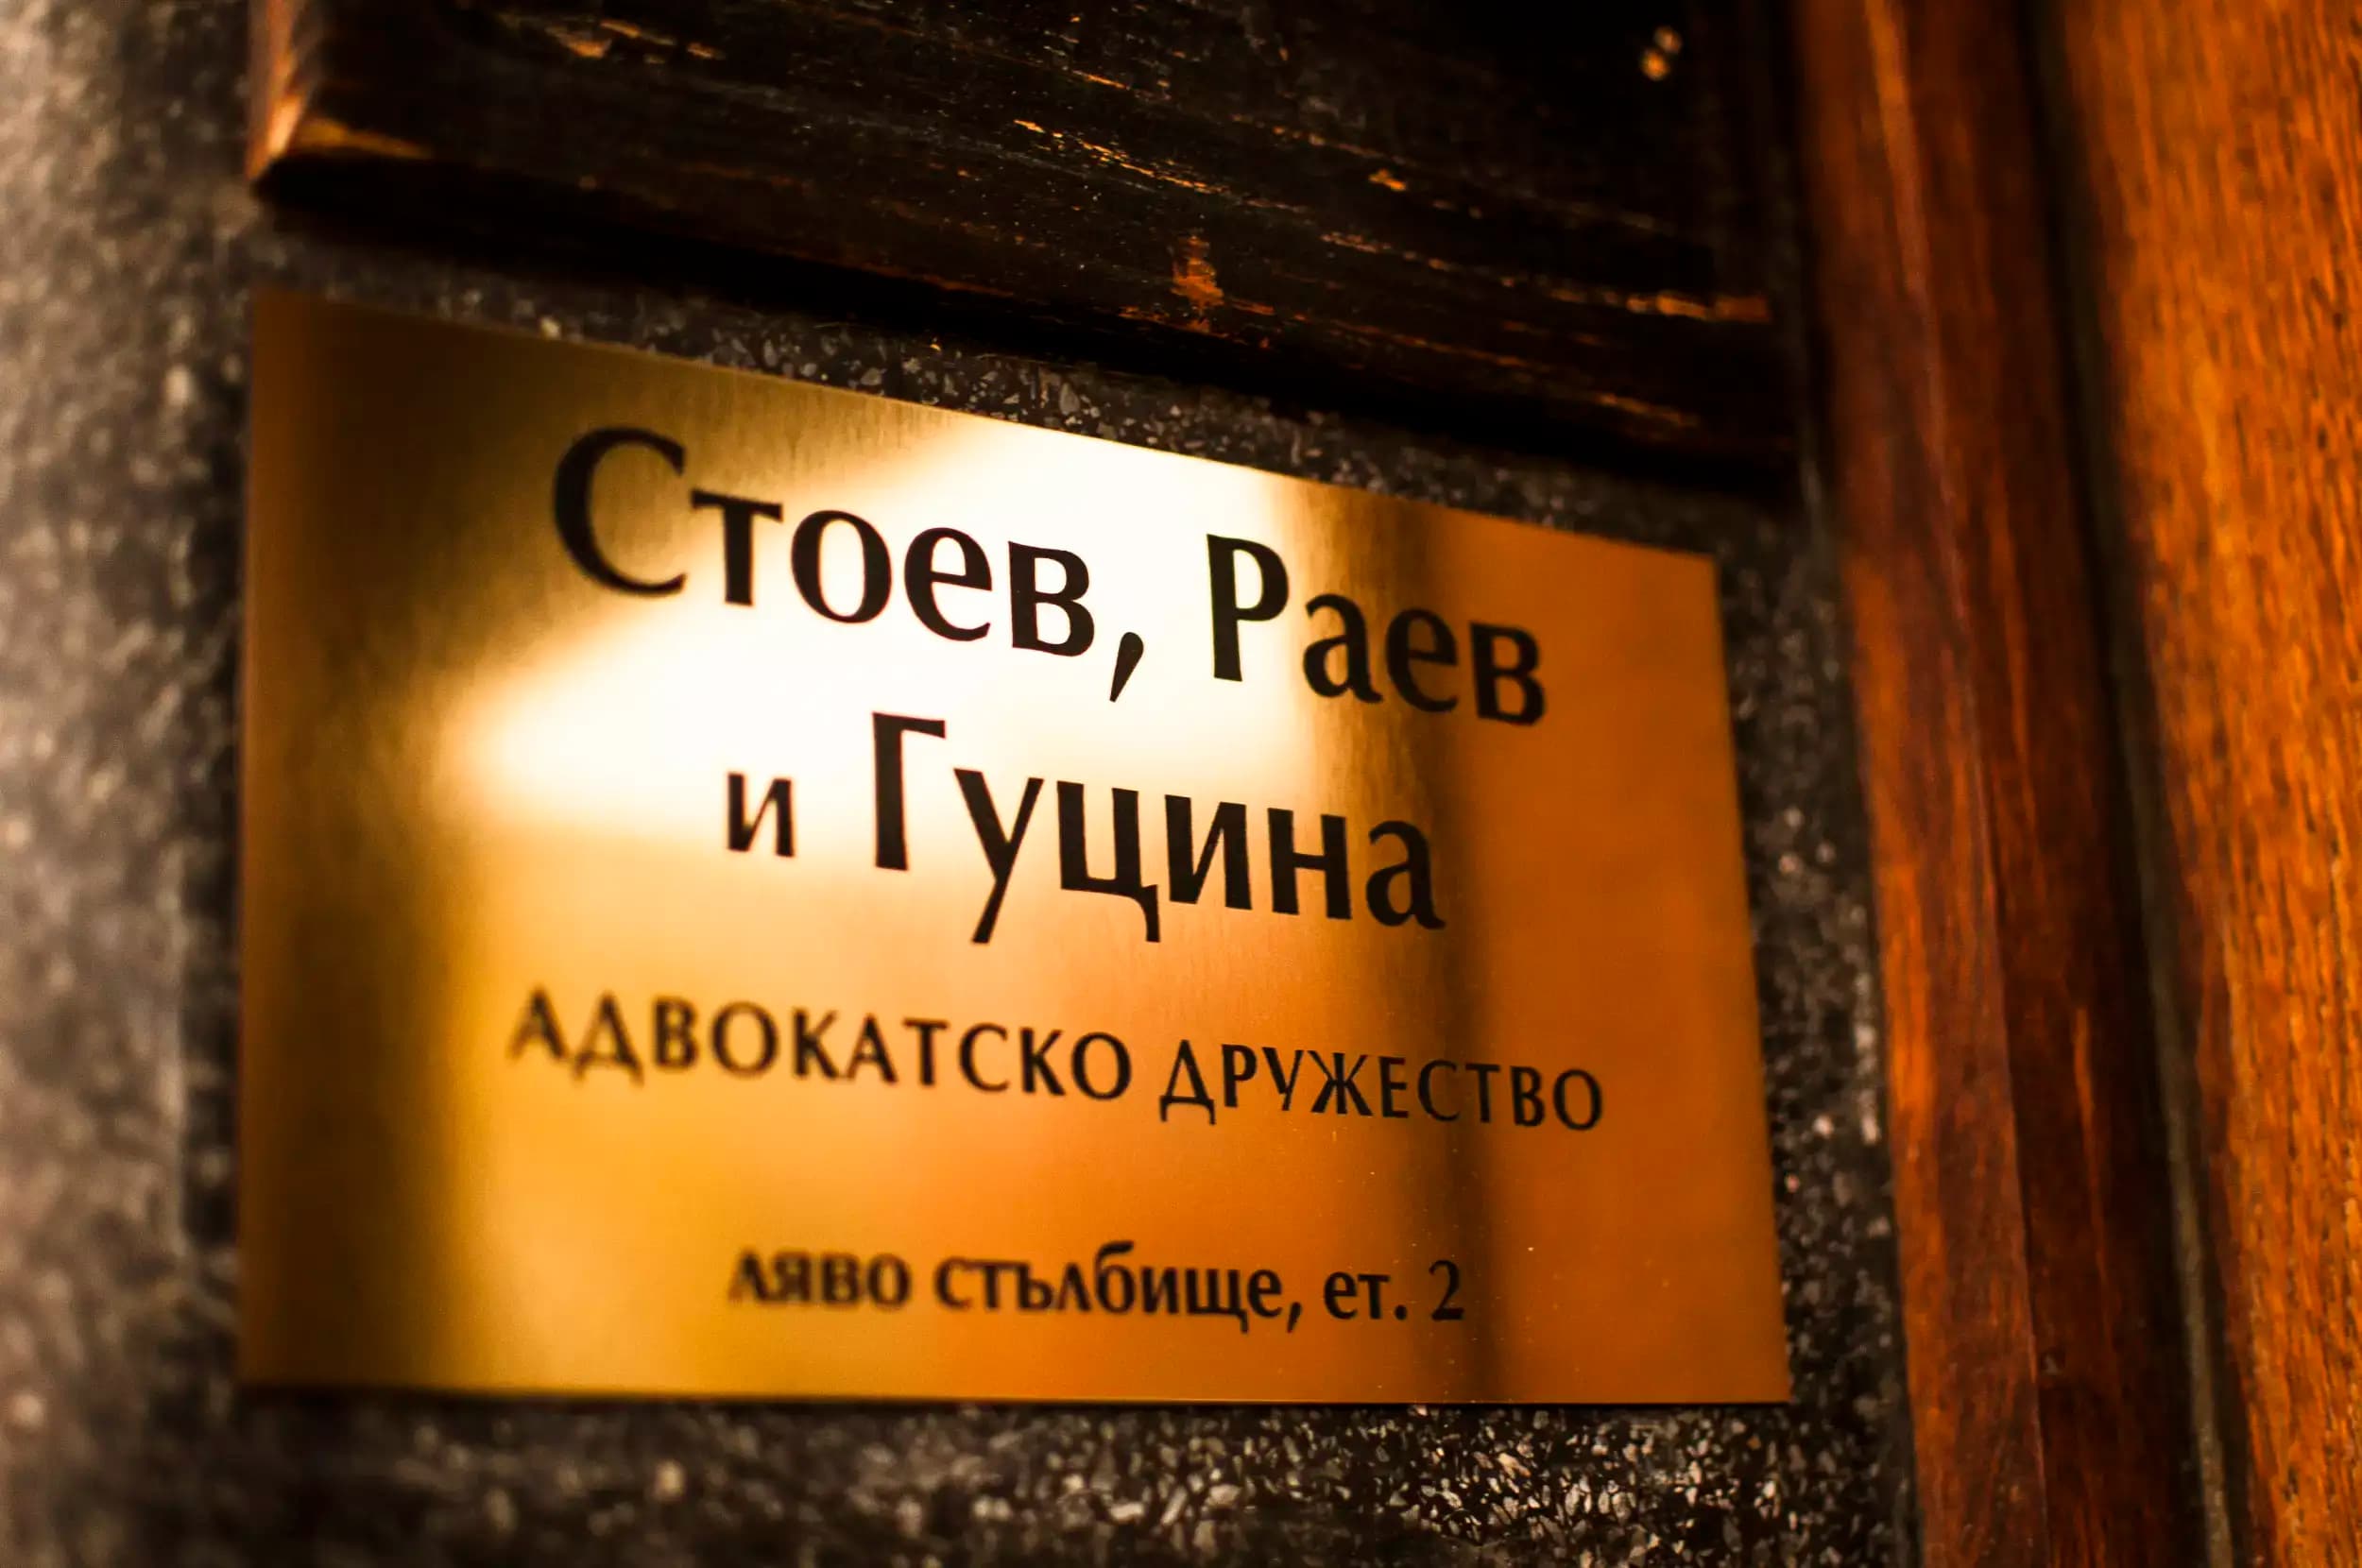 Стоев, Раев
и Гуцина
АДВОКАТСКО ДРУЖЕСТВО
ляво стълбище, ет. 2